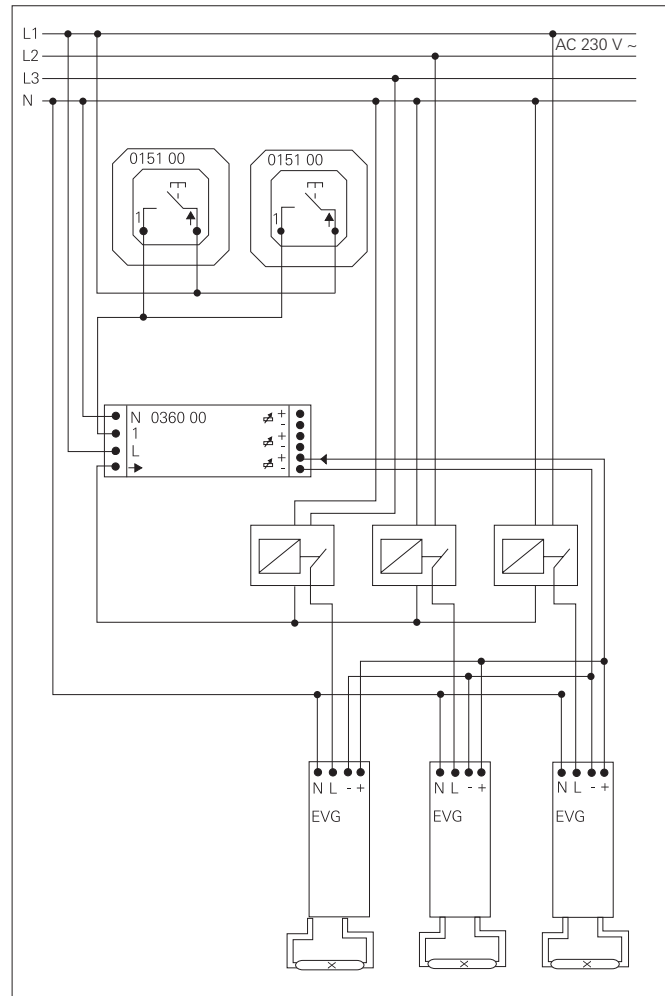 L1
AC 230 V ~
L2
L3
N
0151 00
0151 00
1
1
N 0360 00
+
-
1
+
-
L
+
-
N L - +
N L - +
N L - +
EVG
EVG
EVG